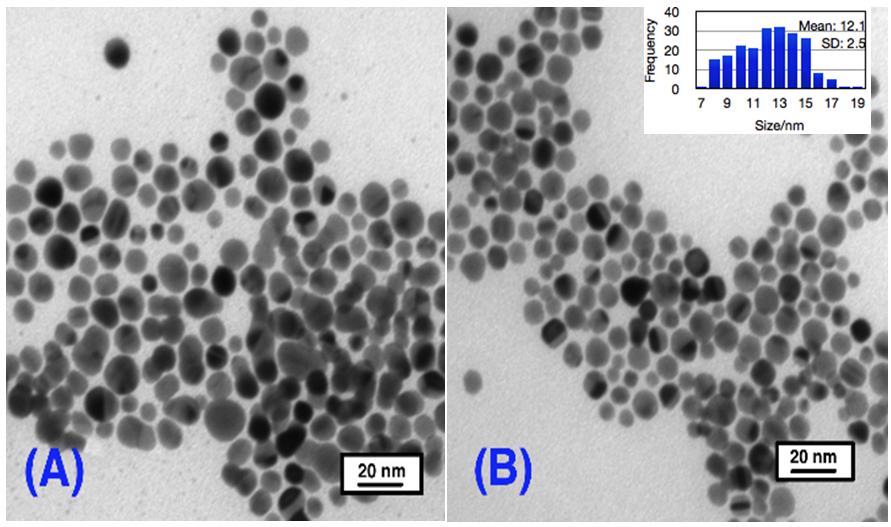 (A)
20 nm
(B)
20 nm
Frequency
40
30
20
10
0
Mean: 12.1
SD: 2.5
7 9 11 13 15 17 19
Size/nm